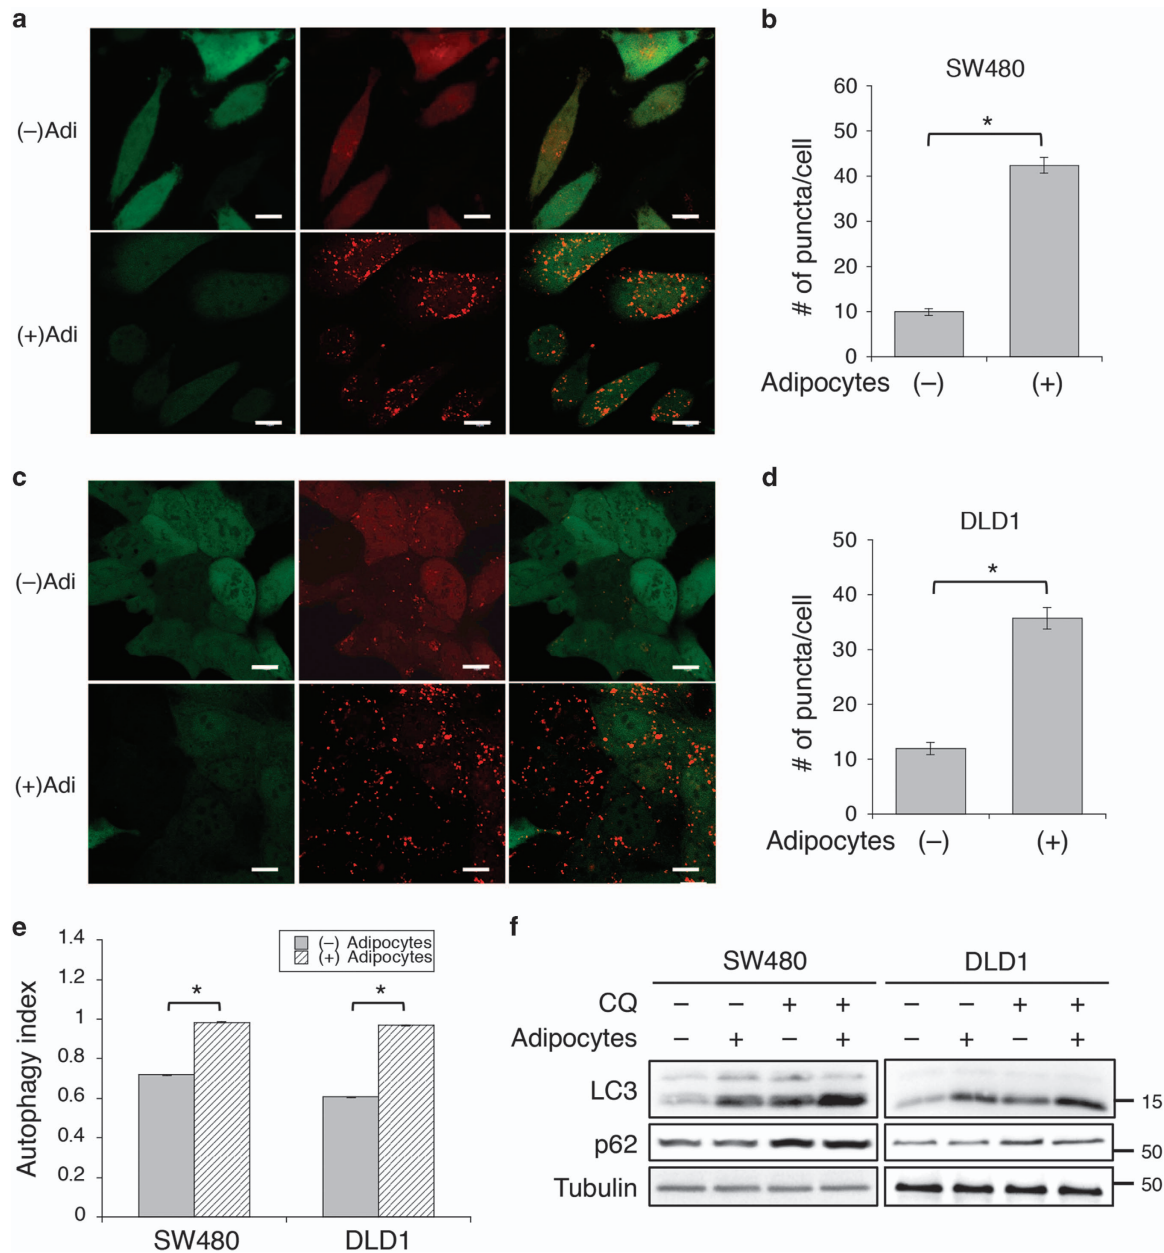 a
(–)Adi
(+)Adi
b
SW480
# of puncta/cell
60
50
40
30
20
10
0
*
Adipocytes (–) (+)
c
(–)Adi
(+)Adi
d
DLD1
# of puncta/cell
50
40
30
20
10
0
*
Adipocytes (–) (+)
e
Autophagy index
1.4
1.2
1
0.8
0.6
0.4
0.2
0
(–) Adipocytes
(+) Adipocytes
* *
SW480 DLD1
f
SW480 DLD1
CQ – – + + – – + +
Adipocytes – + – + – + – +
LC3 15
p62 50
Tubulin 50